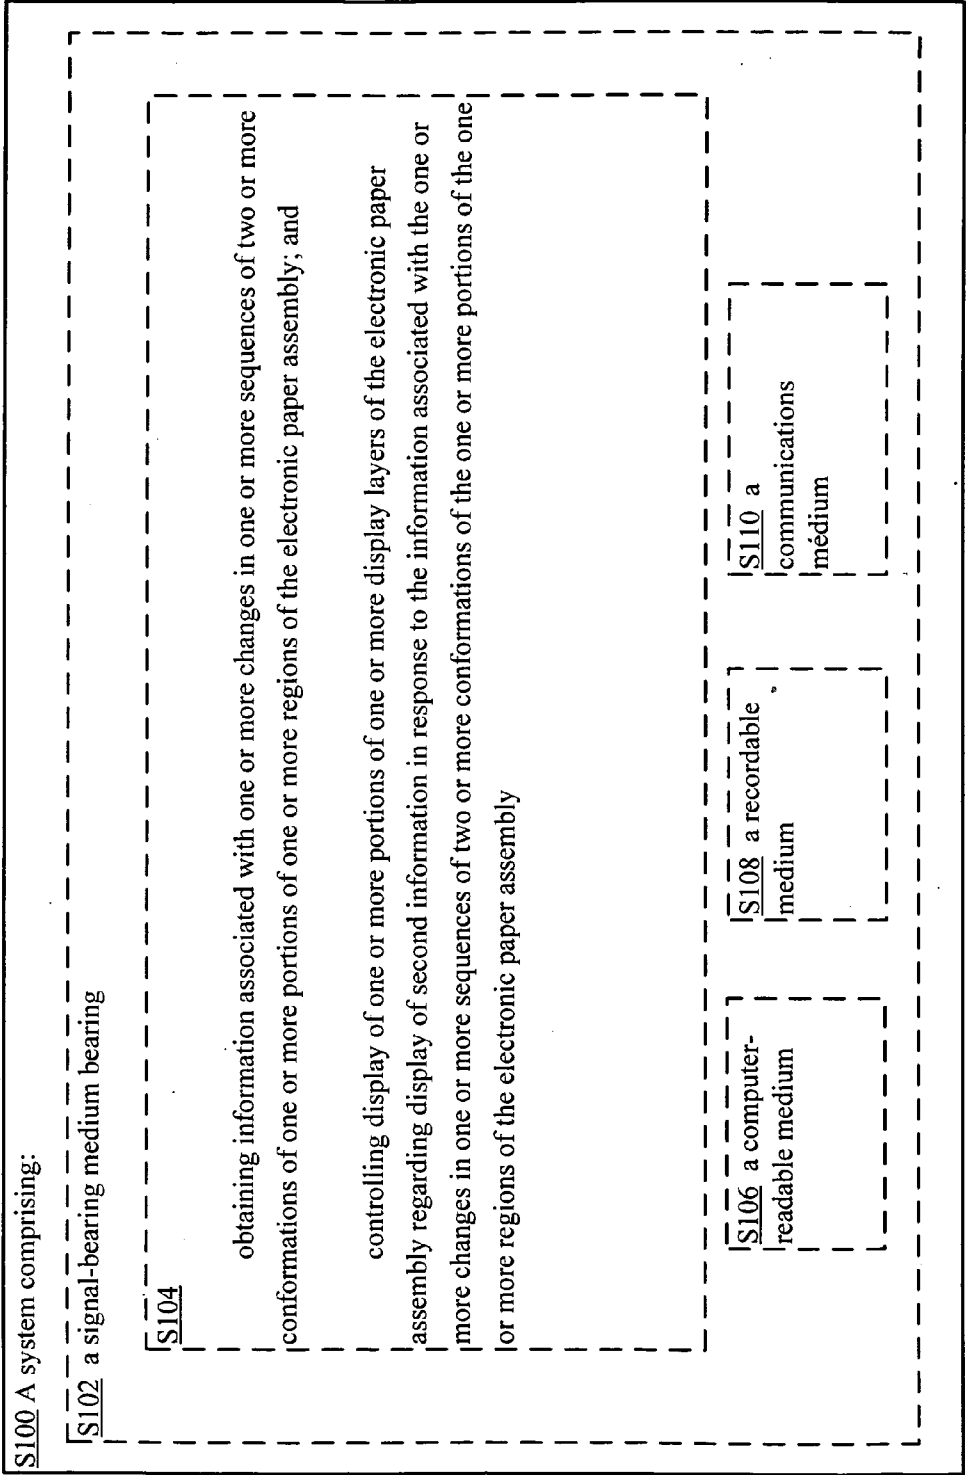 S100 A system comprising:
S102 a signal-bearing medium bearing
S104
obtaining information associated with one or more changes in one or more sequences of two or more
conformations of one or more portions of one or more regions of the electronic paper assembly; and
controlling display of one or more portions of one or more display layers of the electronic paper
assembly regarding display of second information in response to the information associated with the one or
more changes in one or more sequences of two or more conformations of the one or more portions of the one
or more regions of the electronic paper assembly
S106 a computer-
readable medium
S108 a recordable
medium
S110 a
communications
médium